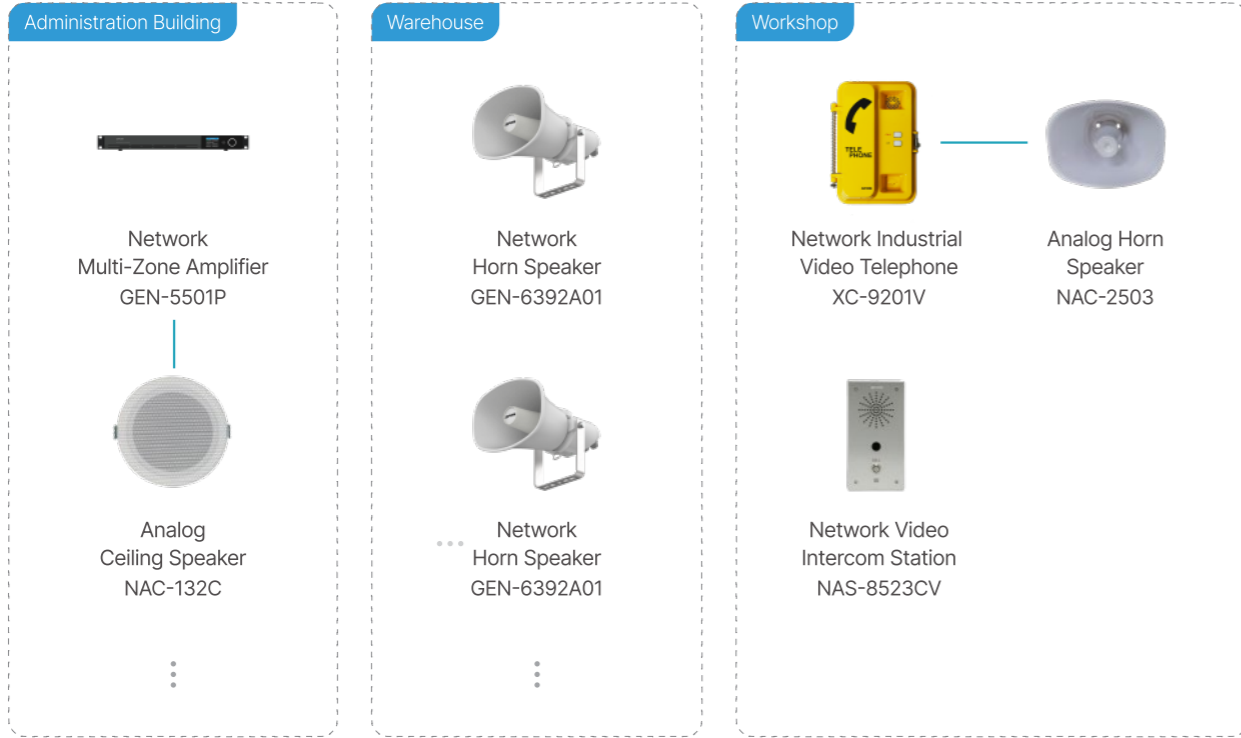 Administration Building
Network
Multi-Zone Amplifier
GEN-5501P
Analog
Ceiling Speaker
NAC-132C
Warehouse
Network
Horn Speaker
GEN-6392A01
Network
Horn Speaker
GEN-6392A01
Workshop
TELE
PHONE
Network Industrial
Video Telephone
XC-9201V
Analog Horn
Speaker
NAC-2503
Network Video
Intercom Station
NAS-8523CV